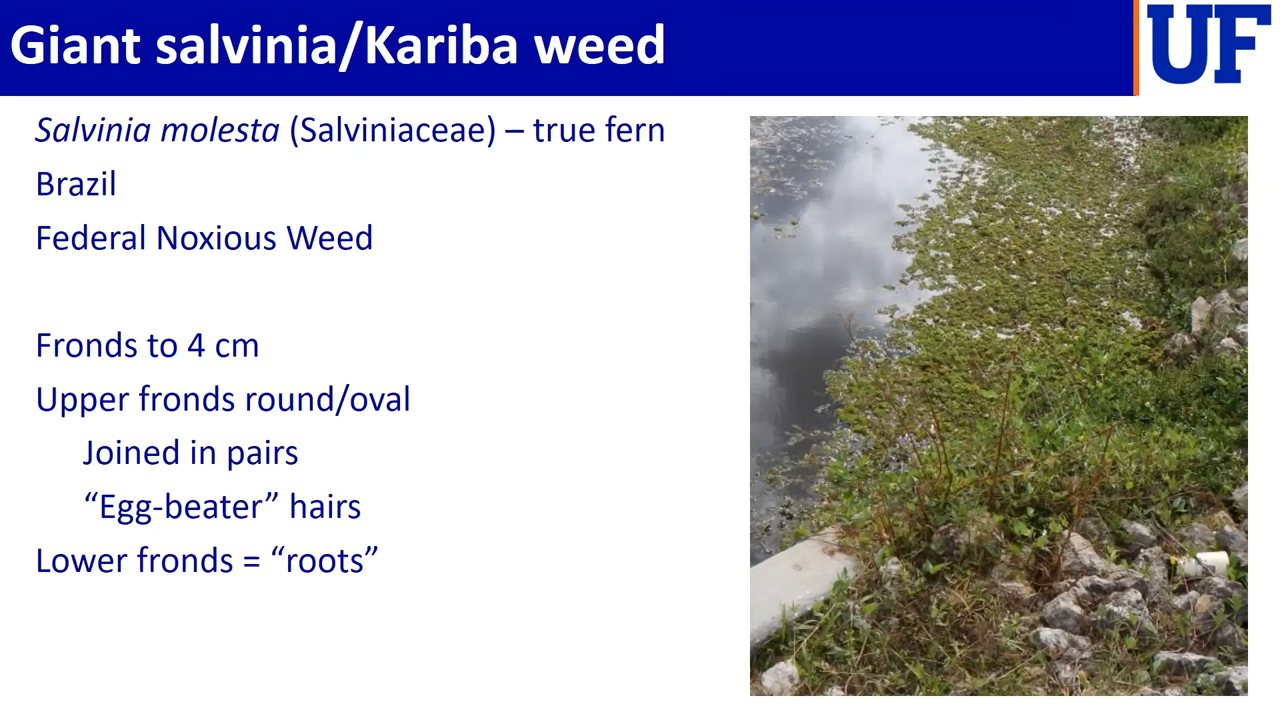 Giant salvinia/Kariba weed
UF
Salvinia molesta (Salviniaceae) – true fern
Brazil
Federal Noxious Weed
Fronds to 4 cm
Upper fronds round/oval
Joined in pairs
“Egg-beater” hairs
Lower fronds = “roots”